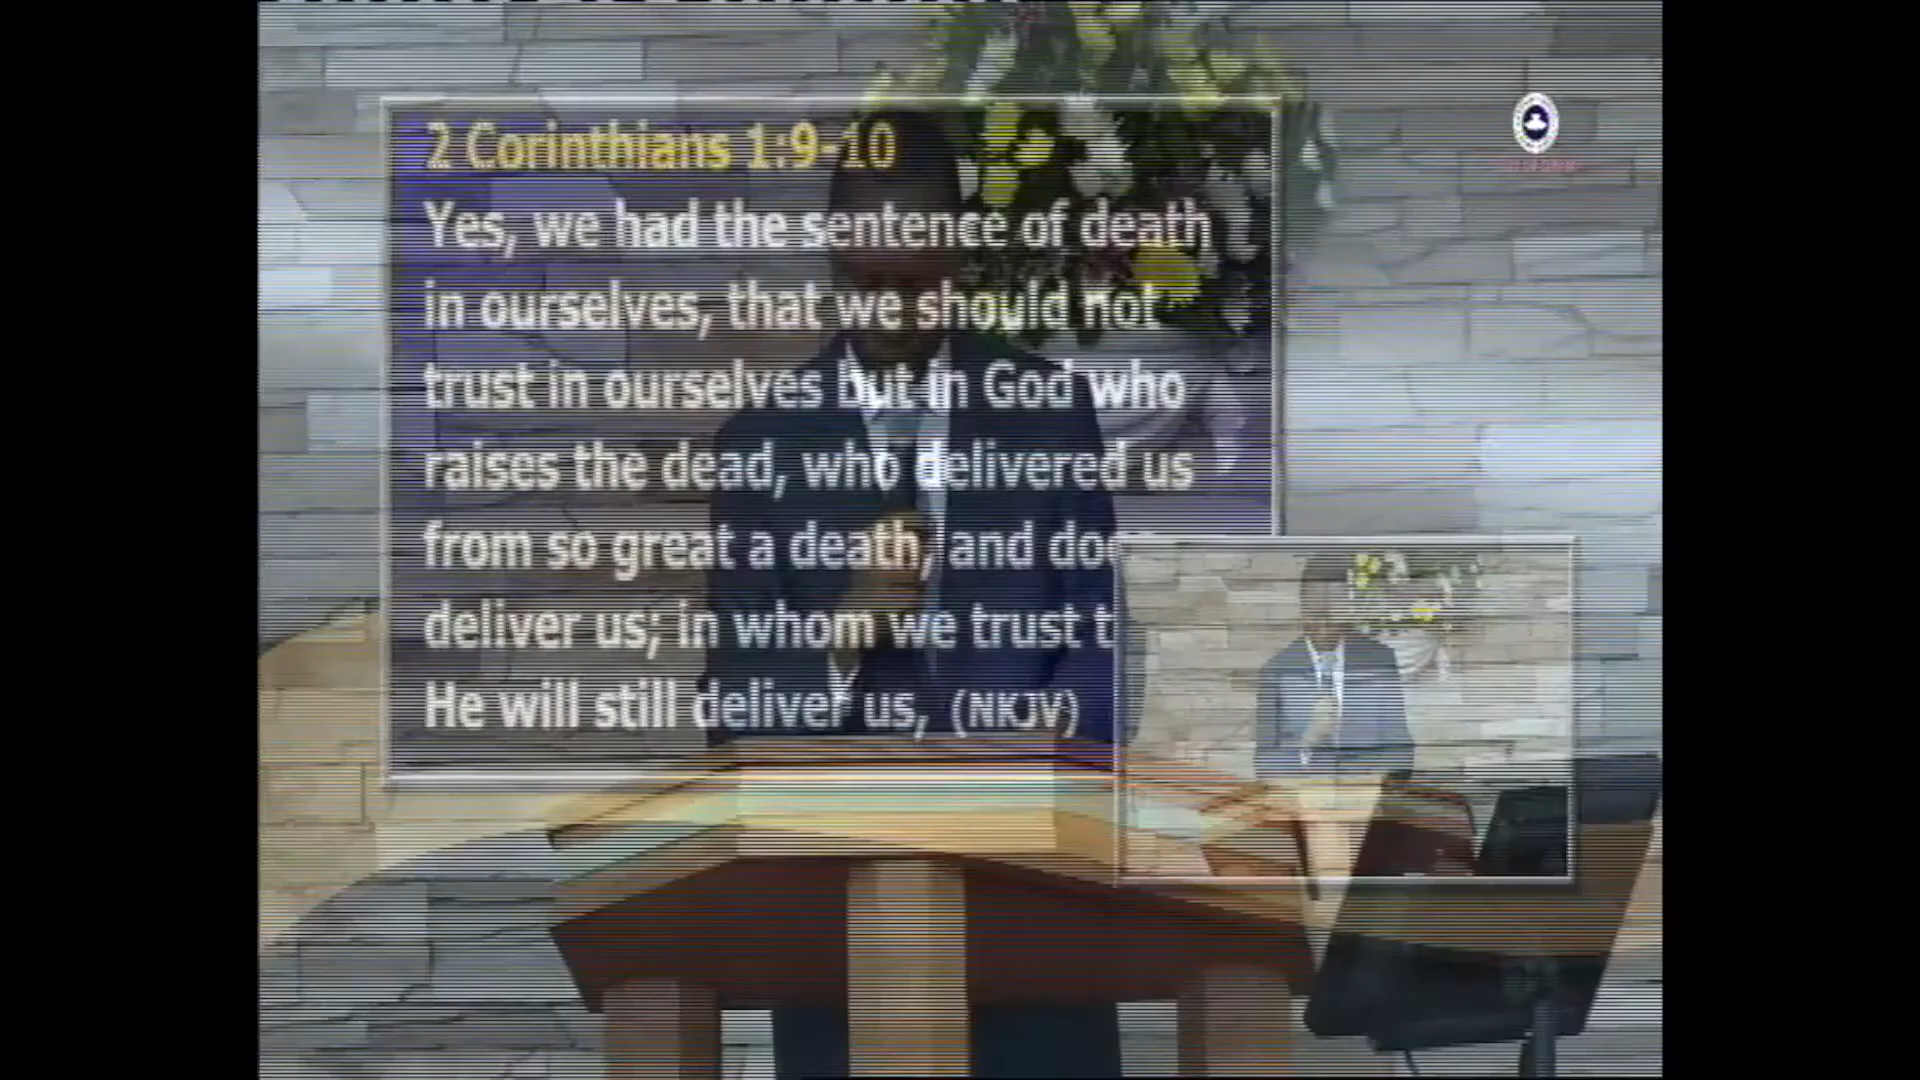 2 Corinthians 1:9-10
Yes, we had the sentence of death
in ourselves, that we should not
trust in ourselves but in God who
raises the dead, who delivered us
from so great a death, and does
deliver us; in whom we trust
He will still deliver us, (NKJV)